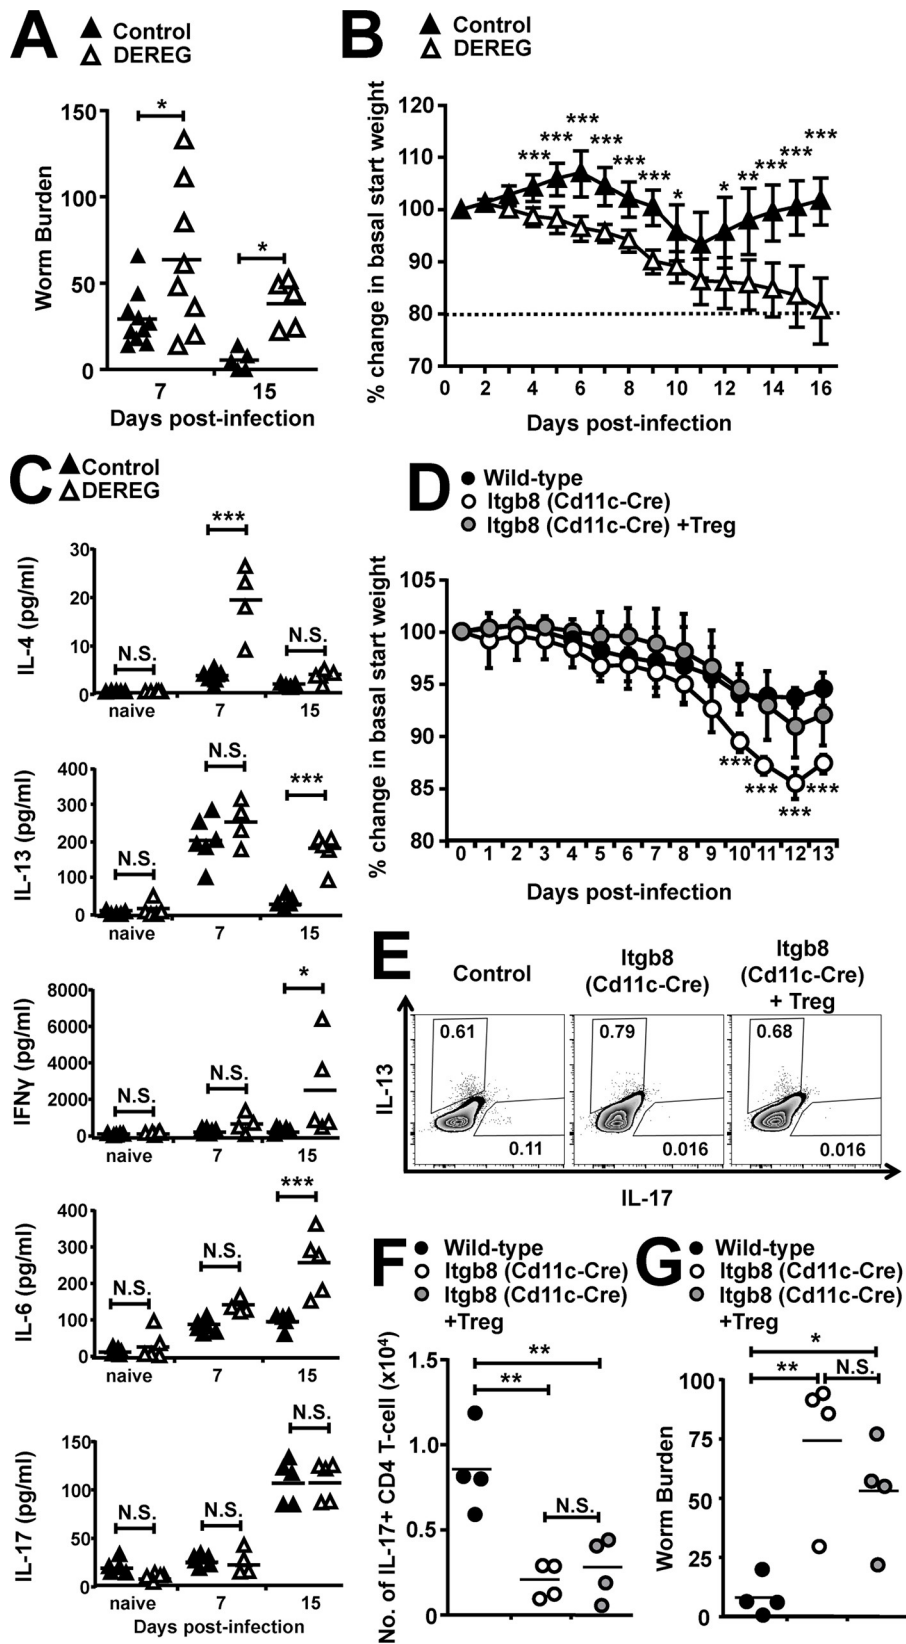 A
Control
DEREG
Worm Burden
150
100
50
0
*
*
7
15
Days post-infection
B
Control
DEREG
% change in basal start weight
120
110
100
90
80
70
***
***
***
***
***
***
*
*
**
***
***
***
0
2
4
6
8
10
12
14
16
Days post-infection
C
Control
DEREG
IL-4 (pg/ml)
30
20
10
0
N.S.
***
N.S.
naive
7
15
IL-13 (pg/ml)
400
300
200
100
0
N.S.
N.S.
***
naive
7
15
IFNγ (pg/ml)
8000
6000
4000
2000
0
N.S.
N.S.
*
naive
7
15
IL-6 (pg/ml)
400
300
200
100
0
N.S.
N.S.
***
naive
7
15
IL-17 (pg/ml)
150
100
50
0
N.S.
N.S.
N.S.
naive
7
15
Days post-infection
D
Wild-type
Itgb8 (Cd11c-Cre)
Itgb8 (Cd11c-Cre) +Treg
% change in basal start weight
105
100
95
90
85
80
***
***
***
***
0 1 2 3 4 5 6 7 8 9 10 11 12 13
Days post-infection
E
Control
Itgb8
(Cd11c-Cre)
Itgb8
(Cd11c-Cre)
+ Treg
IL-13
0.61
0.11
0.79
0.016
0.68
0.016
IL-17
F
Wild-type
Itgb8 (Cd11c-Cre)
Itgb8 (Cd11c-Cre)
+Treg
No. of IL-17+ CD4 T-cell (x10⁴)
1.5
1.0
0.5
0
**
**
N.S.
G
Wild-type
Itgb8 (Cd11c-Cre)
Itgb8 (Cd11c-Cre)
+Treg
Worm Burden
100
75
50
25
0
*
**
N.S.